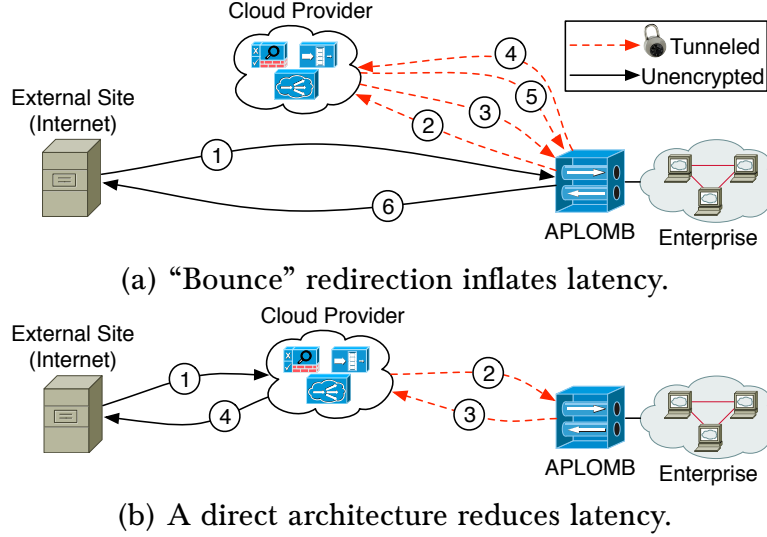 Cloud Provider
Tunneled
Unencrypted
External Site
(Internet)
1
2
3
4
5
6
APLOMB
Enterprise
(a) “Bounce” redirection inflates latency.
Cloud Provider
External Site
(Internet)
1
2
3
4
APLOMB
Enterprise
(b) A direct architecture reduces latency.